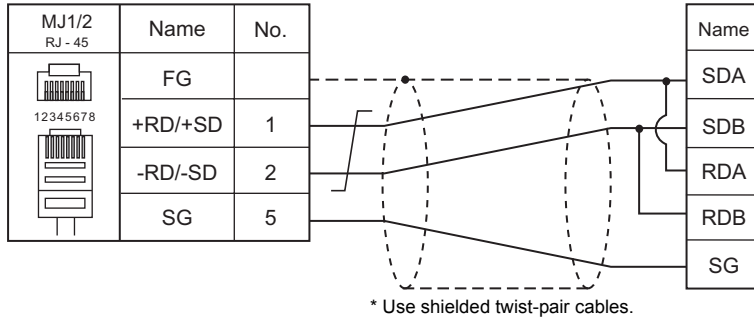 MJ1/2
RJ - 45
Name
No.
Name
FG
SDA
12345678
+RD/+SD
1
SDB
-RD/-SD
2
RDA
SG
5
RDB
SG
* Use shielded twist-pair cables.